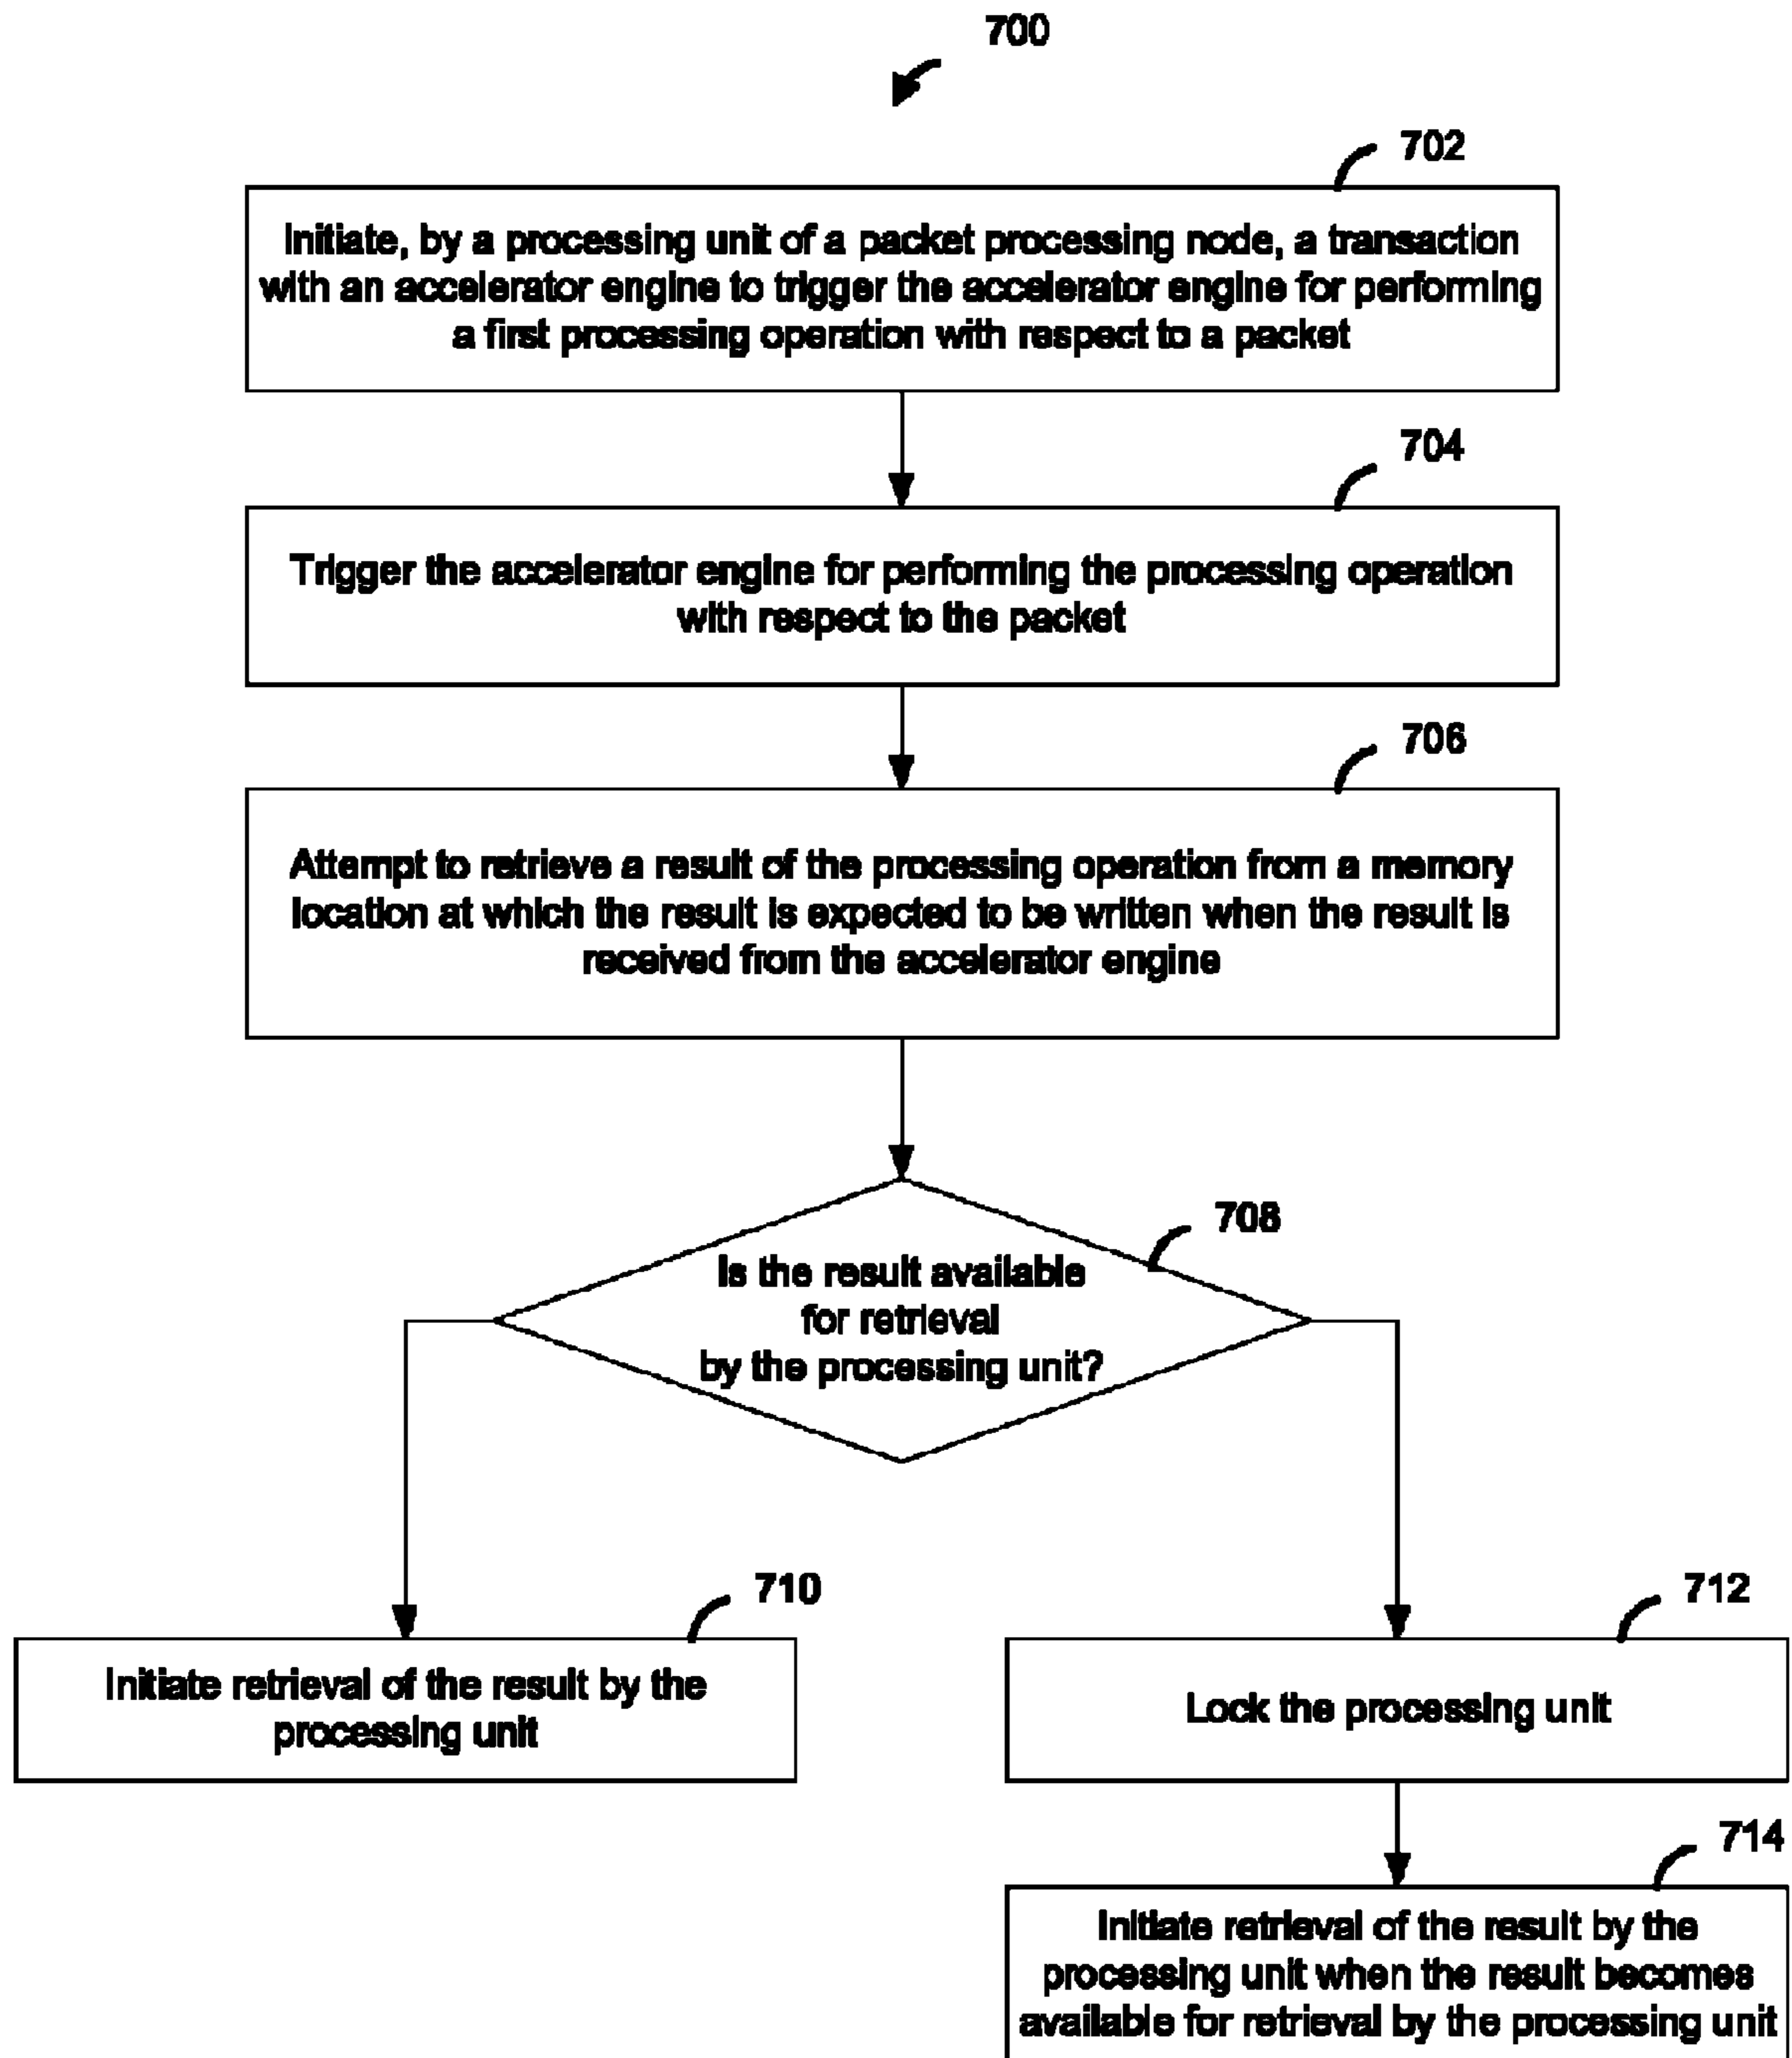 700
702
Initiate, by a processing unit of a packet processing node, a transaction
with an accelerator engine to trigger the accelerator engine for performing
a first processing operation with respect to a packet
704
Trigger the accelerator engine for performing the processing operation
with respect to the packet
706
Attempt to retrieve a result of the processing operation from a memory
location at which the result is expected to be written when the result is
received from the accelerator engine
708
Is the result available
for retrieval
by the processing unit?
710
Initiate retrieval of the result by the
processing unit
712
Lock the processing unit
714
Initiate retrieval of the result by the
processing unit when the result becomes
available for retrieval by the processing unit